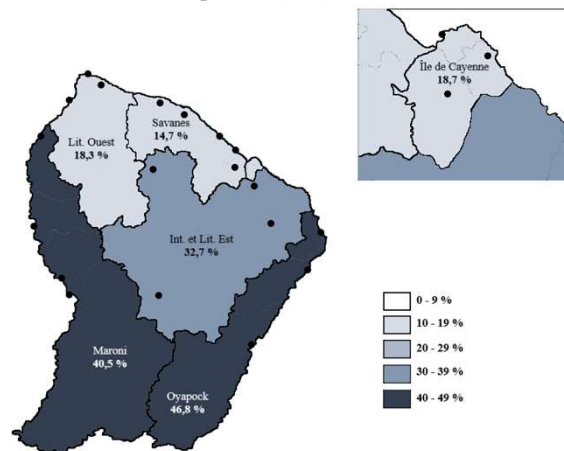 Île de Cayenne
18,7 %
Savanes
14,7 %
Lit. Ouest
18,3 %
Int. et Lit. Est
32,7 %
Maroni
40,5 %
Oyapock
46,8 %
0 - 9 %
10 - 19 %
20 - 29 %
30 - 39 %
40 - 49 %